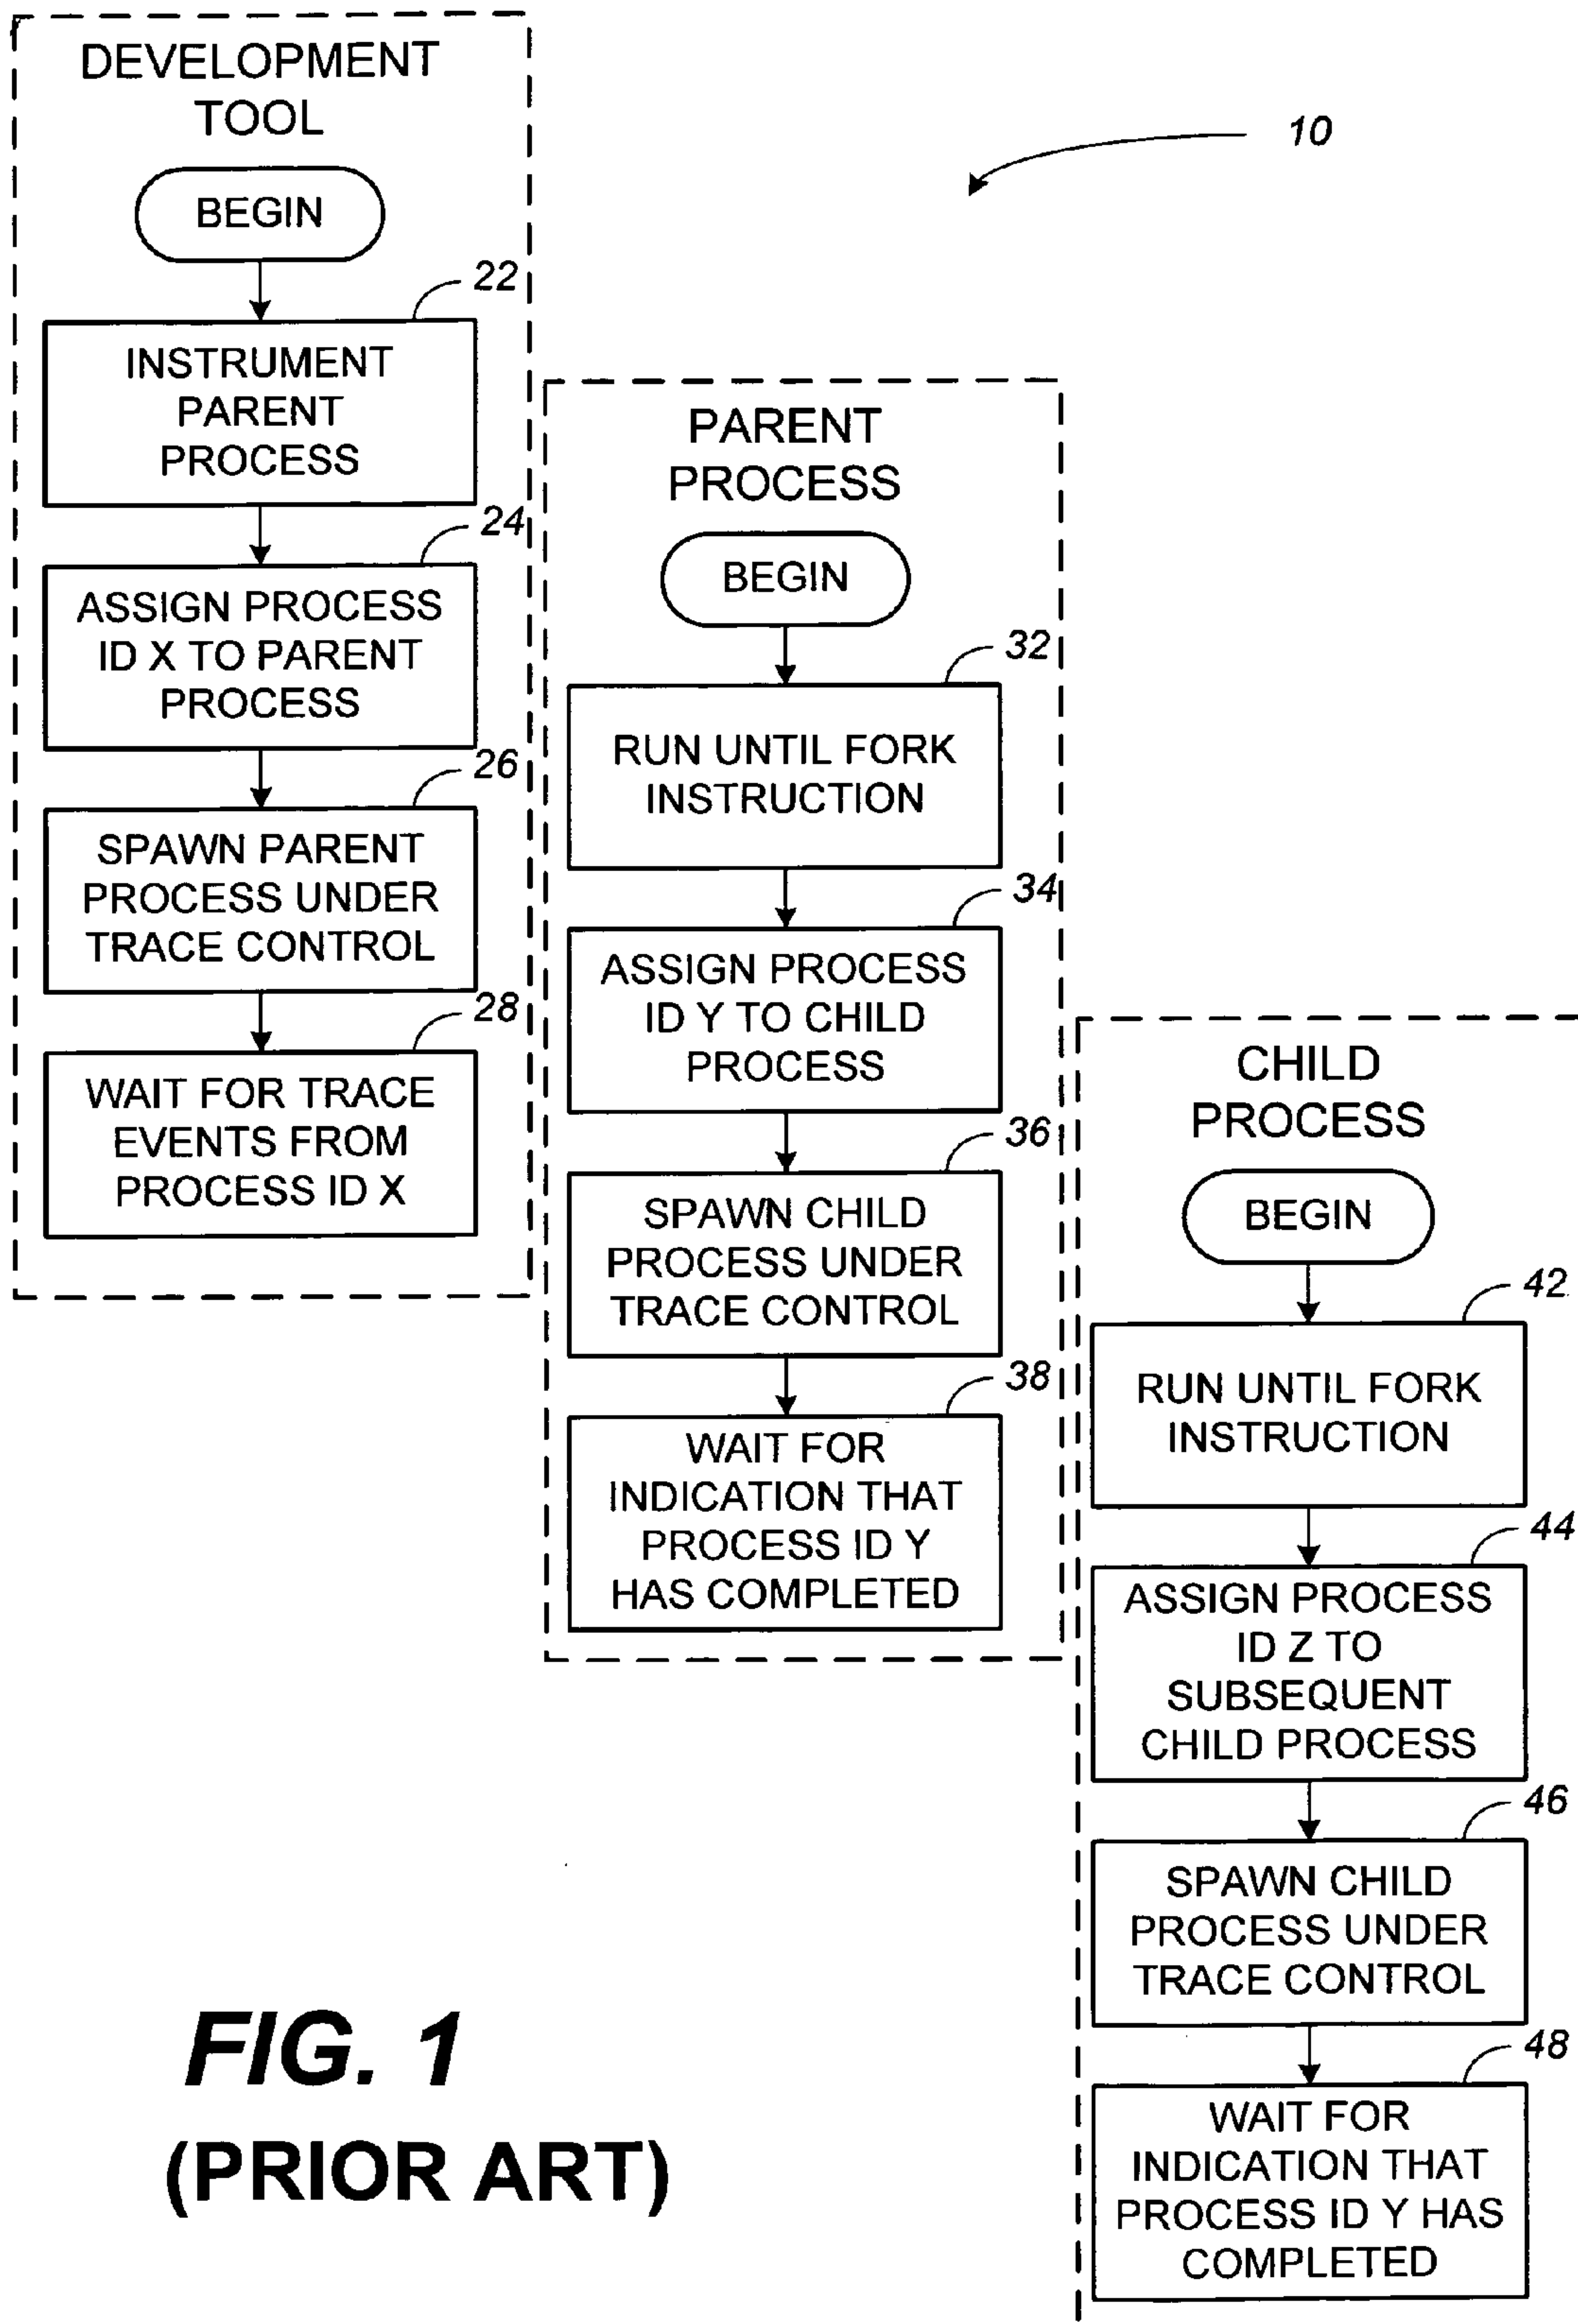 DEVELOPMENT
TOOL
BEGIN
22
INSTRUMENT
PARENT
PROCESS
24
ASSIGN PROCESS
ID X TO PARENT
PROCESS
26
SPAWN PARENT
PROCESS UNDER
TRACE CONTROL
28
WAIT FOR TRACE
EVENTS FROM
PROCESS ID X
10
PARENT
PROCESS
BEGIN
32
RUN UNTIL FORK
INSTRUCTION
34
ASSIGN PROCESS
ID Y TO CHILD
PROCESS
36
SPAWN CHILD
PROCESS UNDER
TRACE CONTROL
38
WAIT FOR
INDICATION THAT
PROCESS ID Y
HAS COMPLETED
CHILD
PROCESS
BEGIN
42
RUN UNTIL FORK
INSTRUCTION
44
ASSIGN PROCESS
ID Z TO
SUBSEQUENT
CHILD PROCESS
46
SPAWN CHILD
PROCESS UNDER
TRACE CONTROL
48
WAIT FOR
INDICATION THAT
PROCESS ID Y HAS
COMPLETED
FIG. 1
(PRIOR ART)